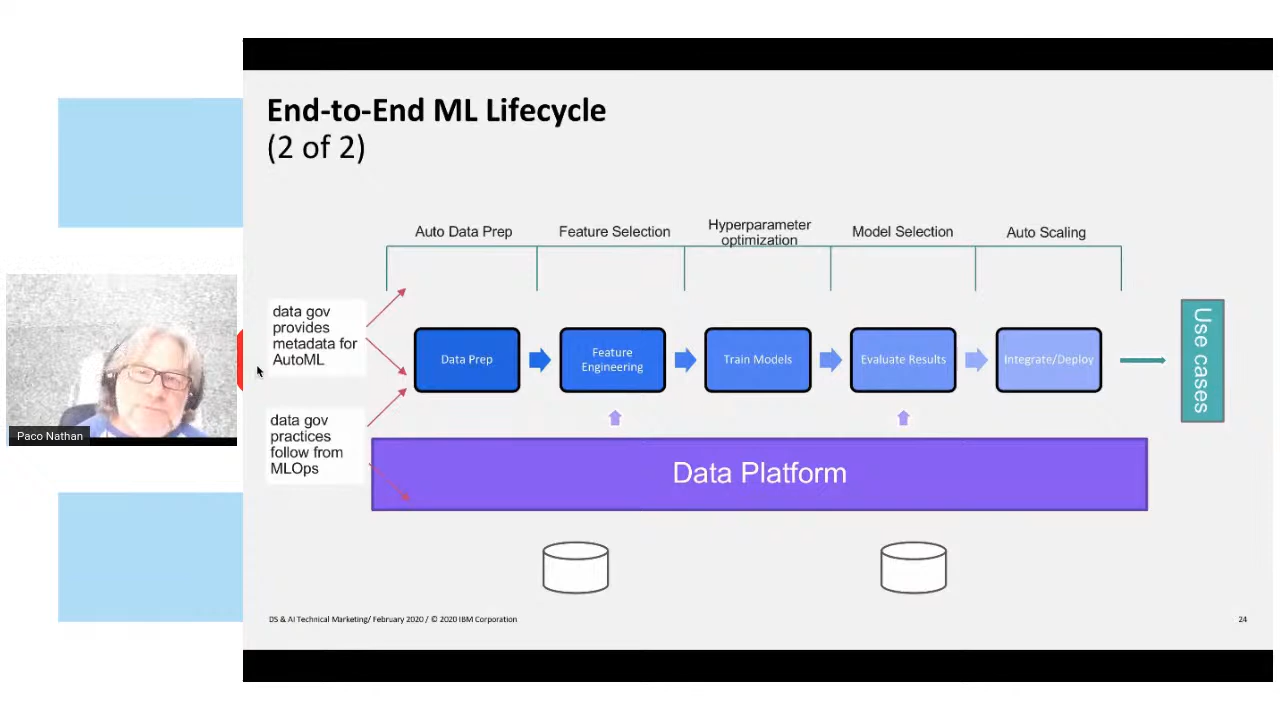 End-to-End ML Lifecycle
(2 of 2)
Auto Data Prep
Feature Selection
Hyperparameter
optimization
Model Selection
Auto Scaling
data gov
provides
metadata for
AutoML
Data Prep
Feature
Engineering
Train Models
Evaluate Results
Integrate/Deploy
Use cases
data gov
practices
follow from
MLOps
Data Platform
Paco Nathan
DS & AI Technical Marketing/ February 2020 / © 2020 IBM Corporation
24